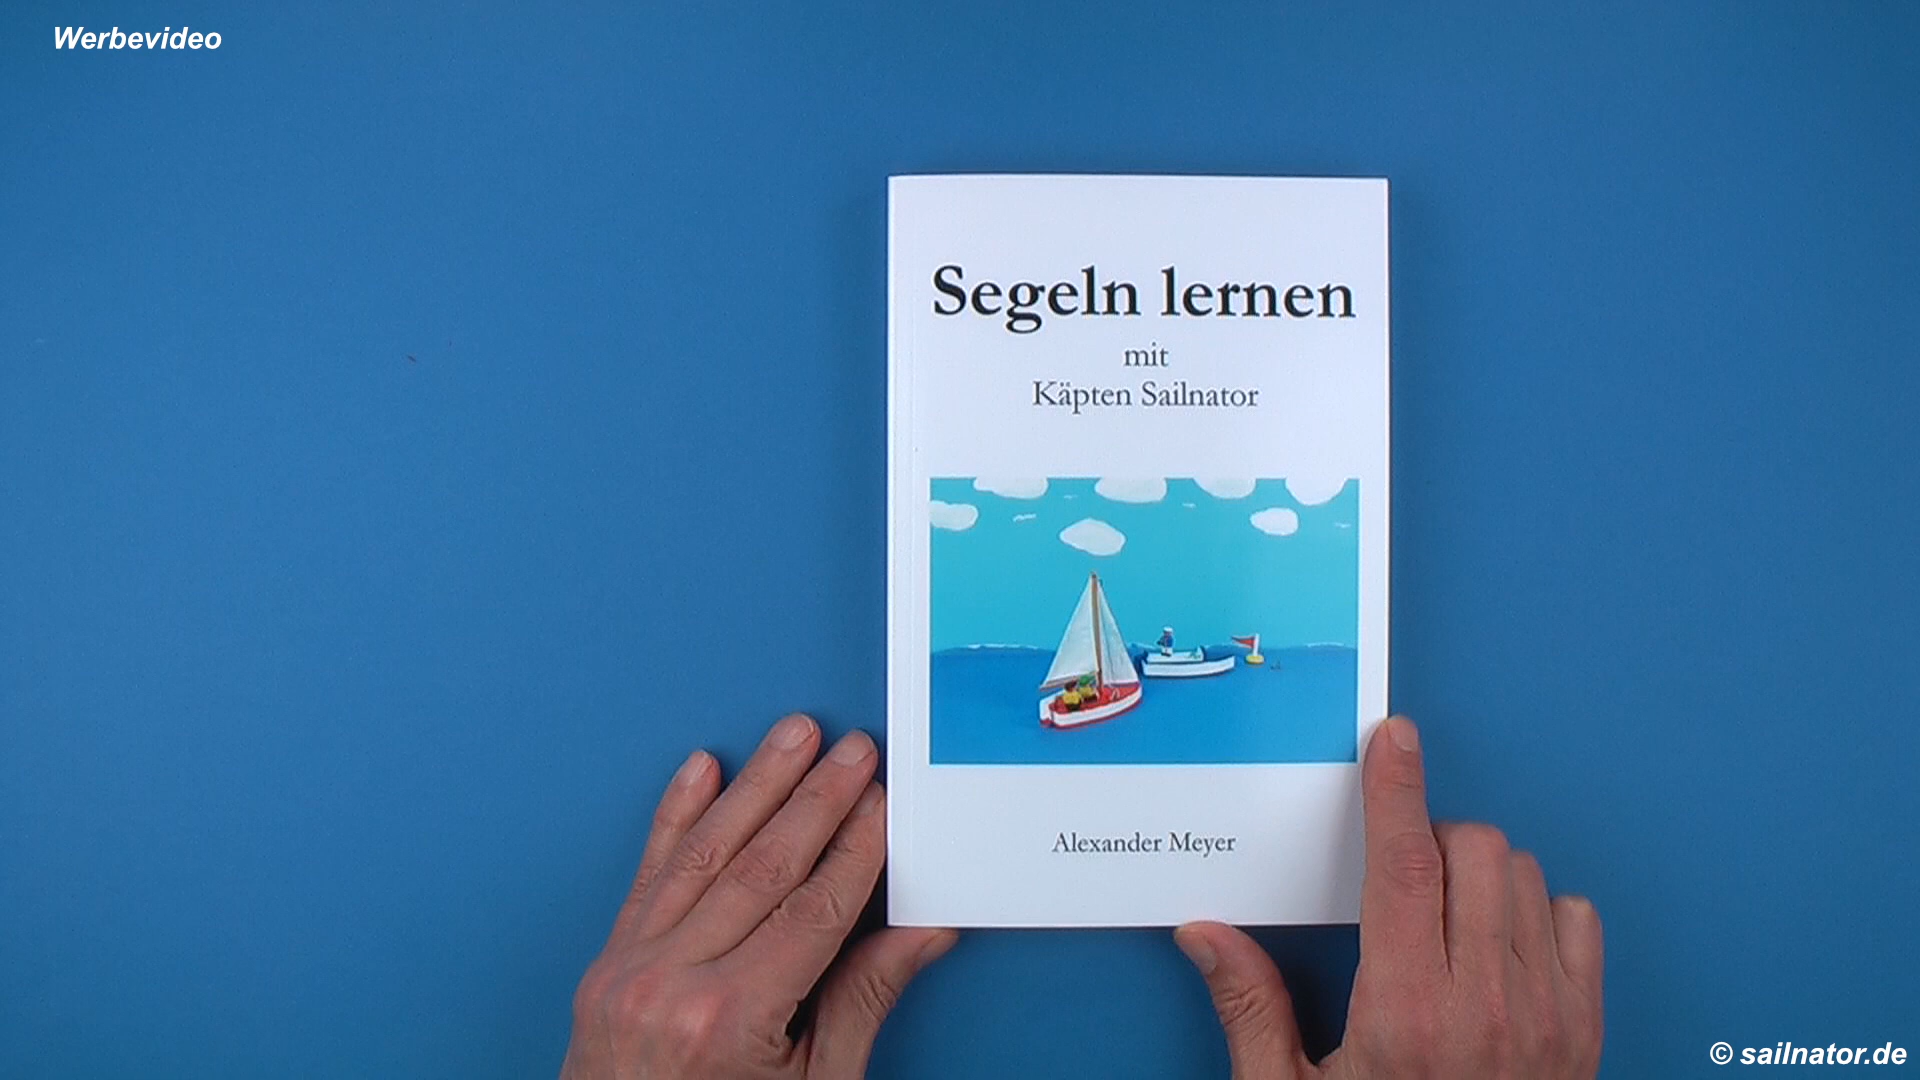 Werbevideo
Segeln lernen
mit
Käpten Sailnator
Alexander Meyer
© sailnator.de